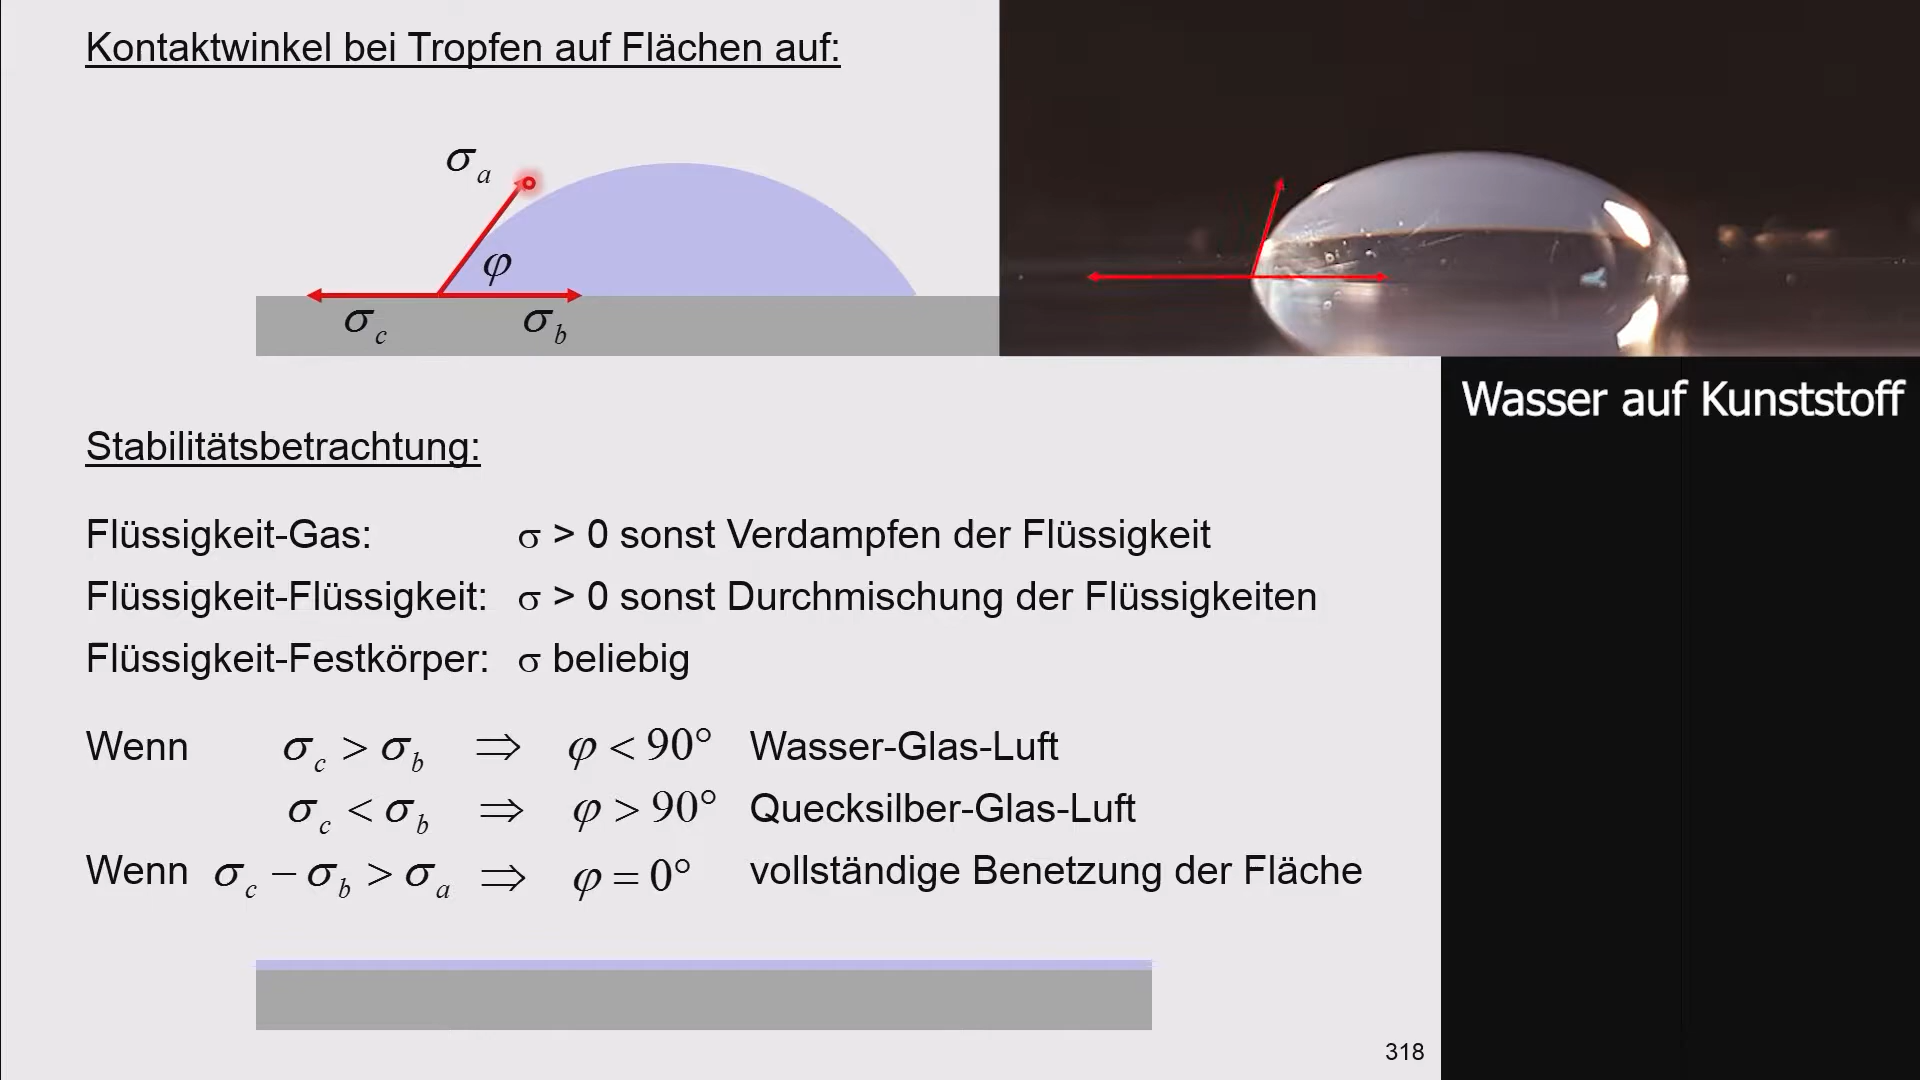 Kontaktwinkel bei Tropfen auf Flächen auf:
σa
φ
σc σb
Wasser auf Kunststoff
Stabilitätsbetrachtung:
Flüssigkeit-Gas: σ > 0 sonst Verdampfen der Flüssigkeit
Flüssigkeit-Flüssigkeit: σ > 0 sonst Durchmischung der Flüssigkeiten
Flüssigkeit-Festkörper: σ beliebig
Wenn σc > σb ⇒ φ < 90° Wasser-Glas-Luft
σc < σb ⇒ φ > 90° Quecksilber-Glas-Luft
Wenn σc − σb > σa ⇒ φ = 0° vollständige Benetzung der Fläche
318